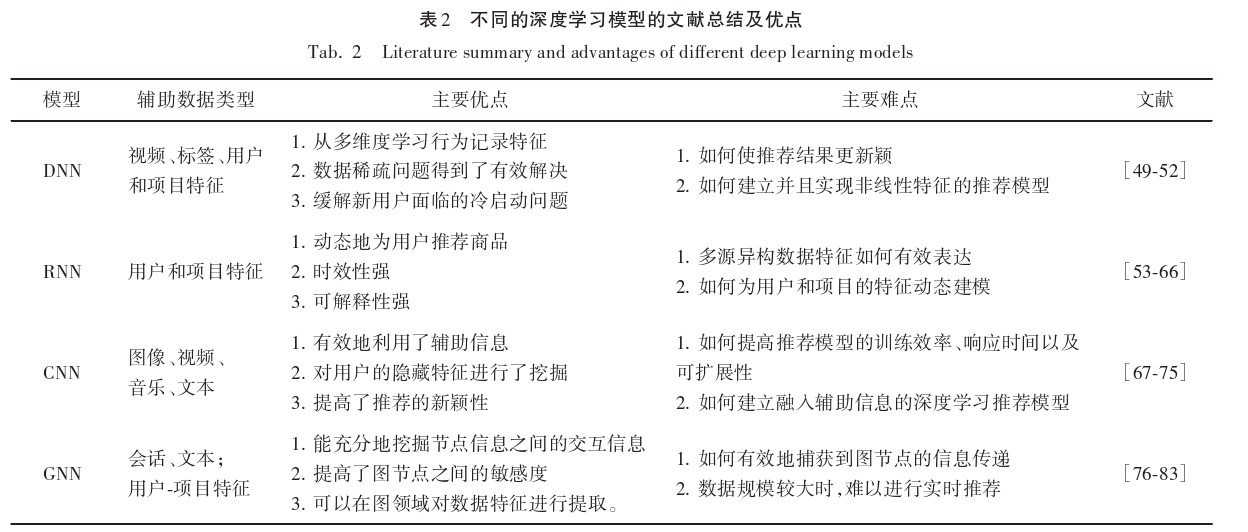 表2 不同的深度学习模型的文献总结及优点
Tab. 2 Literature summary and advantages of different deep learning models
模型 辅助数据类型 主要优点 主要难点 文献
DNN
视频、标签、用户
和项目特征
1. 从多维度学习行为记录特征
2. 数据稀疏问题得到了有效解决
3. 缓解新用户面临的冷启动问题
1. 如何使推荐结果更新颖
2. 如何建立并且实现非线性特征的推荐模型
[49-52]
RNN
用户和项目特征
1. 动态地为用户推荐商品
2. 时效性强
3. 可解释性强
1. 多源异构数据特征如何有效表达
2. 如何为用户和项目的特征动态建模
[53-66]
CNN
图像、视频、
音乐、文本
1. 有效地利用了辅助信息
2. 对用户的隐藏特征进行了挖掘
3. 提高了推荐的新颖性
1. 如何提高推荐模型的训练效率、响应时间以及
可扩展性
2. 如何建立融入辅助信息的深度学习推荐模型
[67-75]
GNN
会话、文本；
用户-项目特征
1. 能充分地挖掘节点信息之间的交互信息
2. 提高了图节点之间的敏感度
3. 可以在图领域对数据特征进行提取。
1. 如何有效地捕获到图节点的信息传递
2. 数据规模较大时,难以进行实时推荐
[76-83]